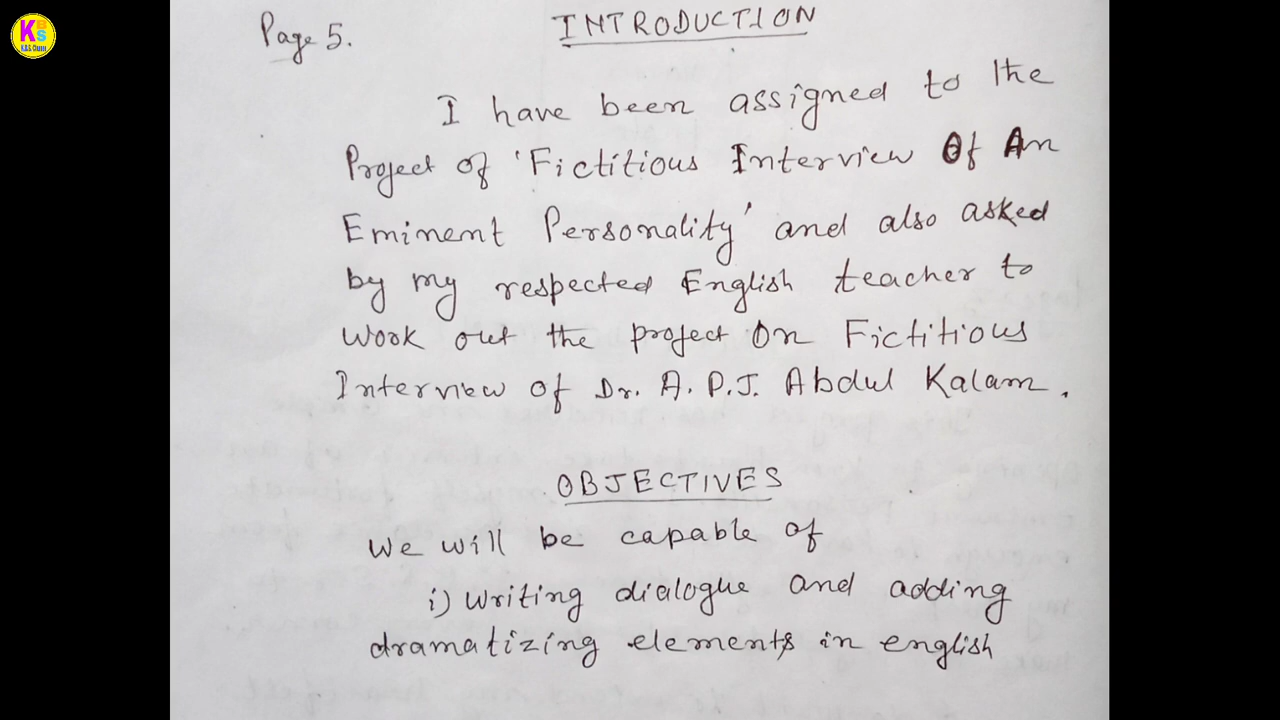 K&S
K&S Chum
Page 5.
INTRODUCTION
I have been assigned to the
Project of 'Fictitious Interview Of An
Eminent Personality' and also asked
by my respected English teacher to
work out the project On Fictitious
Interview of Dr. A. P.J. Abdul Kalam.
OBJECTIVES
We will be capable of
i) Writing dialogue and adding
dramatizing elements in english